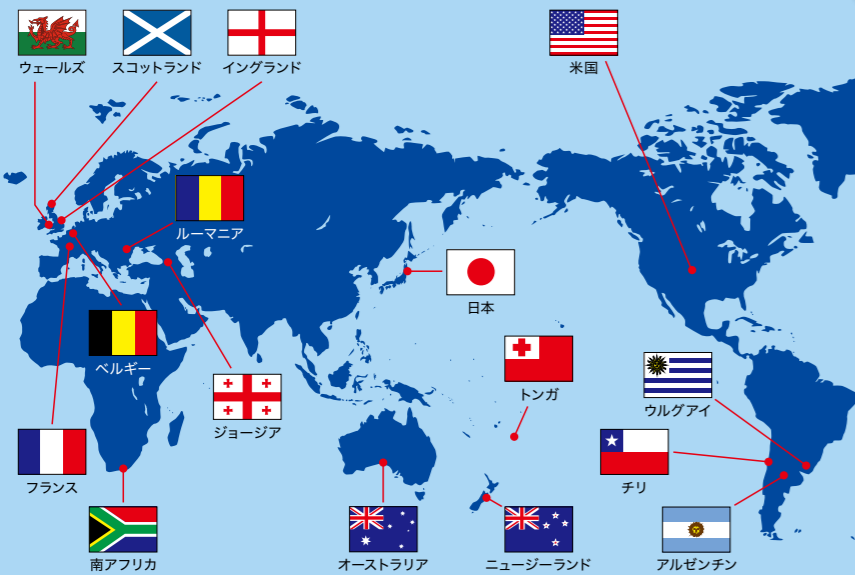 ウェールズ
スコットランド
イングランド
米国
ルーマニア
日本
ベルギー
トンガ
ウルグアイ
ジョージア
フランス
チリ
南アフリカ
オーストラリア
ニュージーランド
アルゼンチン